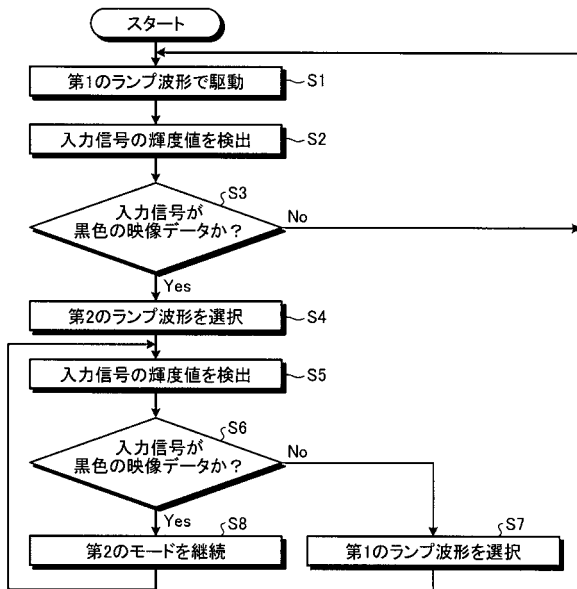 スタート
第1のランプ波形で駆動
S1
入力信号の輝度値を検出
S2
S3
入力信号が
黒色の映像データか?
No
Yes
第2のランプ波形を選択
S4
入力信号の輝度値を検出
S5
S6
入力信号が
黒色の映像データか?
No
Yes
S8
第2のモードを継続
S7
第1のランプ波形を選択